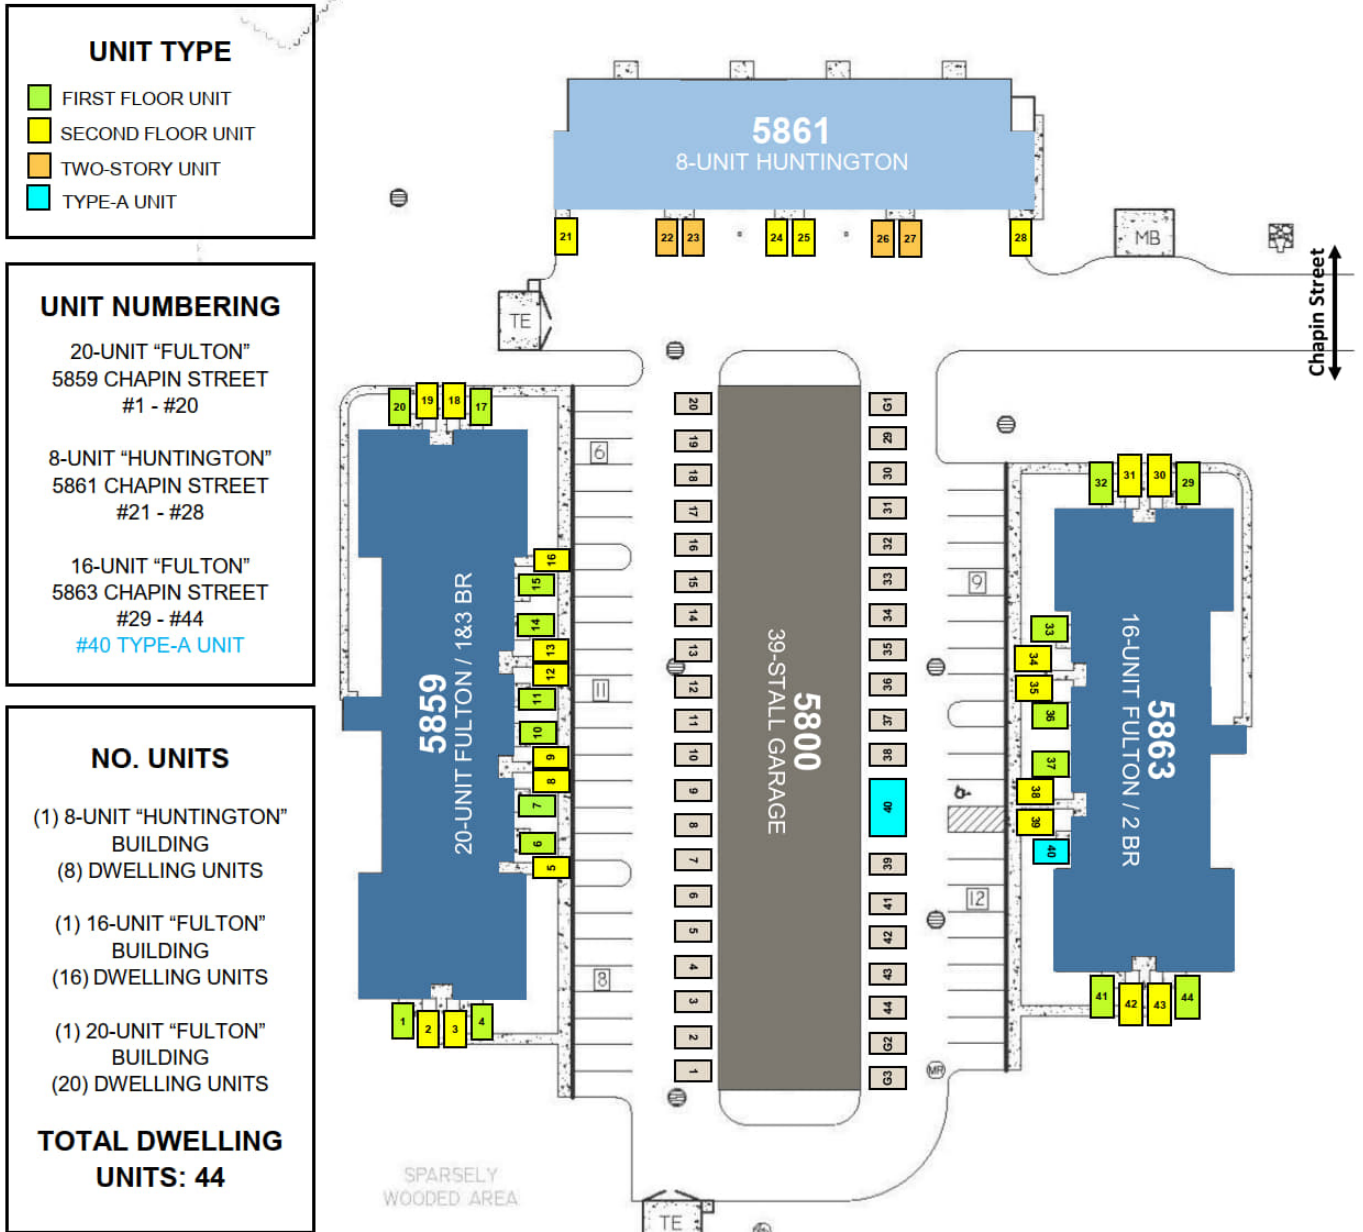 UNIT TYPE
FIRST FLOOR UNIT
SECOND FLOOR UNIT
TWO-STORY UNIT
TYPE-A UNIT
UNIT NUMBERING
20-UNIT “FULTON”
5859 CHAPIN STREET
#1 - #20
8-UNIT “HUNTINGTON”
5861 CHAPIN STREET
#21 - #28
16-UNIT “FULTON”
5863 CHAPIN STREET
#29 - #44
#40 TYPE-A UNIT
NO. UNITS
(1) 8-UNIT “HUNTINGTON”
BUILDING
(8) DWELLING UNITS
(1) 16-UNIT “FULTON”
BUILDING
(16) DWELLING UNITS
(1) 20-UNIT “FULTON”
BUILDING
(20) DWELLING UNITS
TOTAL DWELLING
UNITS: 44
5861
8-UNIT HUNTINGTON
21
22
23
24
25
26
27
28
MB
Chapin Street
TE
20
19
18
17
5859
20-UNIT FULTON / 1&3 BR
16
15
14
13
12
11
10
9
8
7
6
5
1
2
3
4
6
11
8
20
19
18
17
16
15
14
13
12
11
10
9
8
7
6
5
4
3
2
1
5800
39-STALL GARAGE
G1
29
30
31
32
33
34
35
36
37
38
40
39
41
42
43
44
G2
G3
9
12
MR
32
31
30
29
33
34
35
36
37
38
39
40
5863
16-UNIT FULTON / 2 BR
41
42
43
44
SPARSELY
WOODED AREA
TE